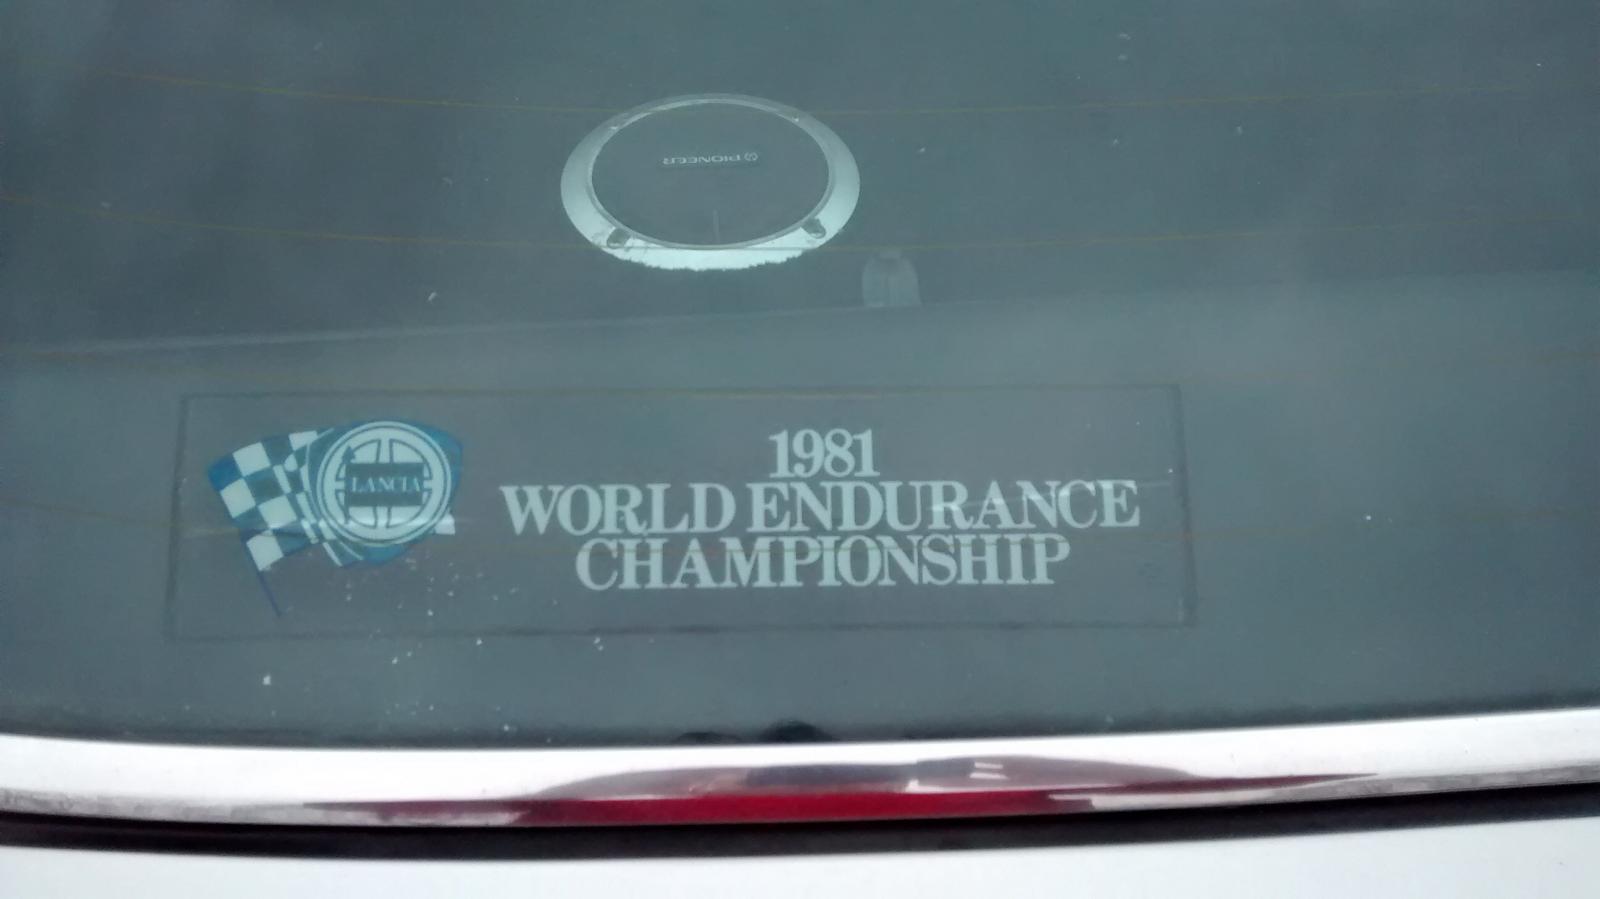 PIONEER
LANCIA
1981
WORLD ENDURANCE
CHAMPIONSHIP